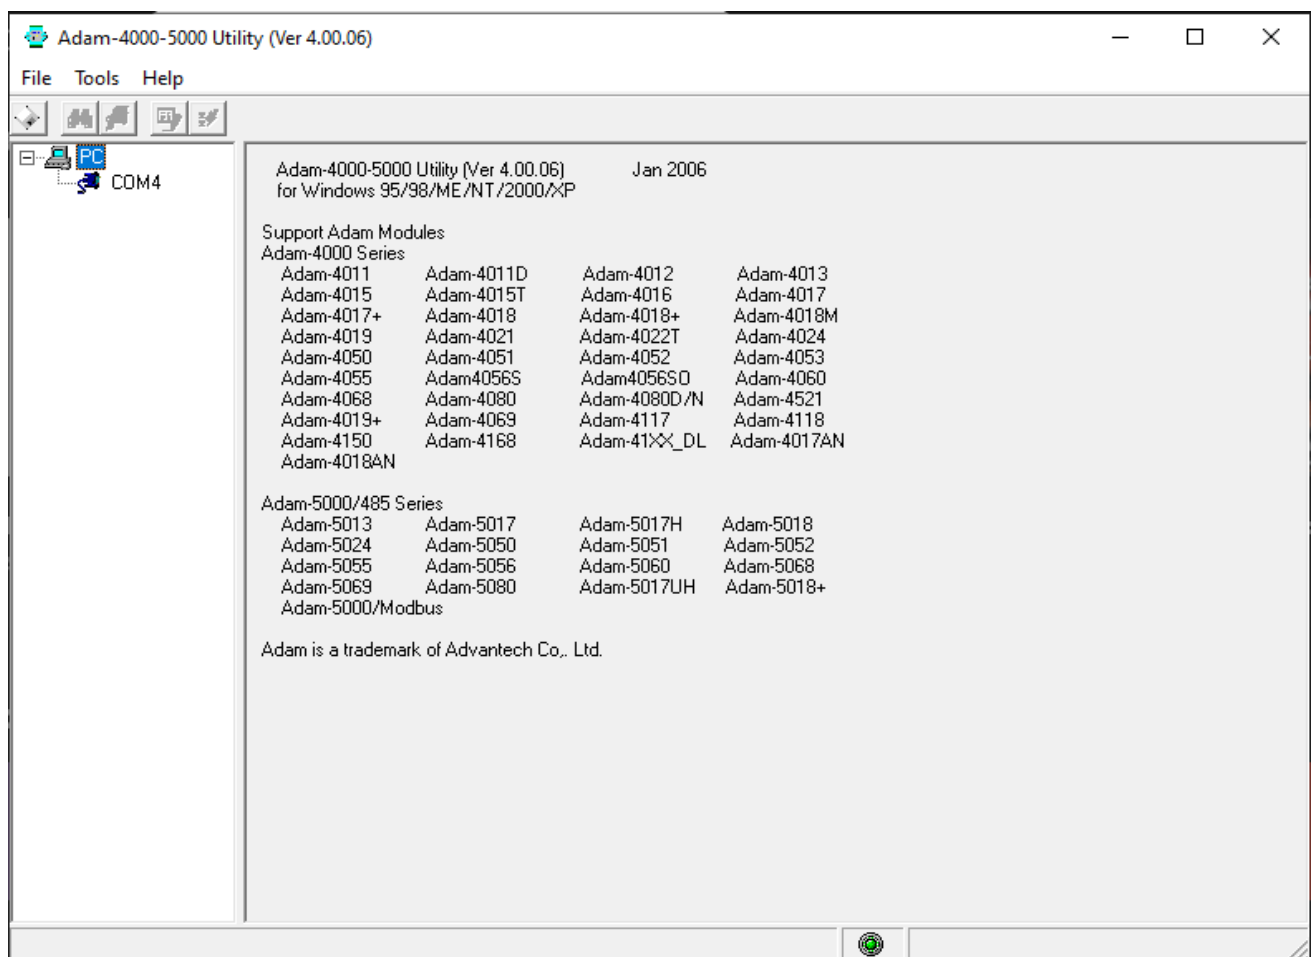 Adam-4000-5000 Utility (Ver 4.00.06)
File Tools Help
PC
COM4
Adam-4000-5000 Utility (Ver 4.00.06) Jan 2006
for Windows 95/98/ME/NT/2000/XP
Support Adam Modules
Adam-4000 Series
Adam-4011 Adam-4011D Adam-4012 Adam-4013
Adam-4015 Adam-4015T Adam-4016 Adam-4017
Adam-4017+ Adam-4018 Adam-4018+ Adam-4018M
Adam-4019 Adam-4021 Adam-4022T Adam-4024
Adam-4050 Adam-4051 Adam-4052 Adam-4053
Adam-4055 Adam4056S Adam4056SO Adam-4060
Adam-4068 Adam-4080 Adam-4080D/N Adam-4521
Adam-4019+ Adam-4069 Adam-4117 Adam-4118
Adam-4150 Adam-4168 Adam-41XX_DL Adam-4017AN
Adam-4018AN
Adam-5000/485 Series
Adam-5013 Adam-5017 Adam-5017H Adam-5018
Adam-5024 Adam-5050 Adam-5051 Adam-5052
Adam-5055 Adam-5056 Adam-5060 Adam-5068
Adam-5069 Adam-5080 Adam-5017UH Adam-5018+
Adam-5000/Modbus
Adam is a trademark of Advantech Co,. Ltd.